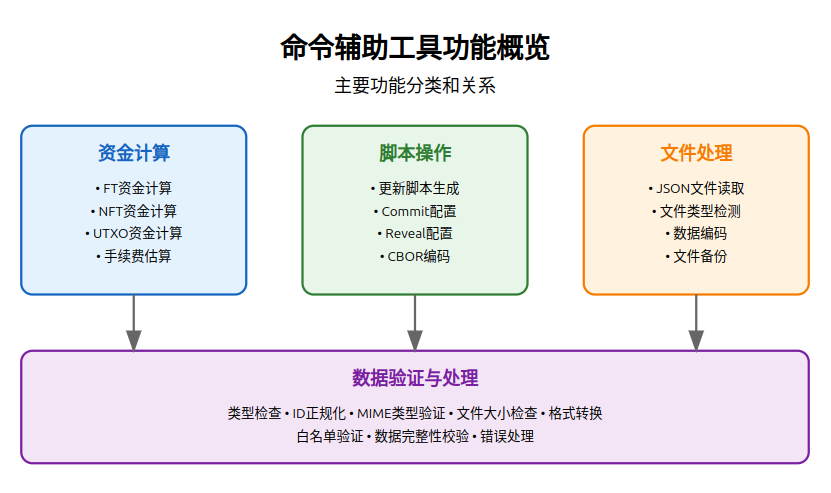 命令辅助工具功能概览
主要功能分类和关系
资金计算
• FT资金计算
• NFT资金计算
• UTXO资金计算
• 手续费估算
脚本操作
• 更新脚本生成
• Commit配置
• Reveal配置
• CBOR编码
文件处理
• JSON文件读取
• 文件类型检测
• 数据编码
• 文件备份
数据验证与处理
类型检查 • ID正规化 • MIME类型验证 • 文件大小检查 • 格式转换
白名单验证 • 数据完整性校验 • 错误处理